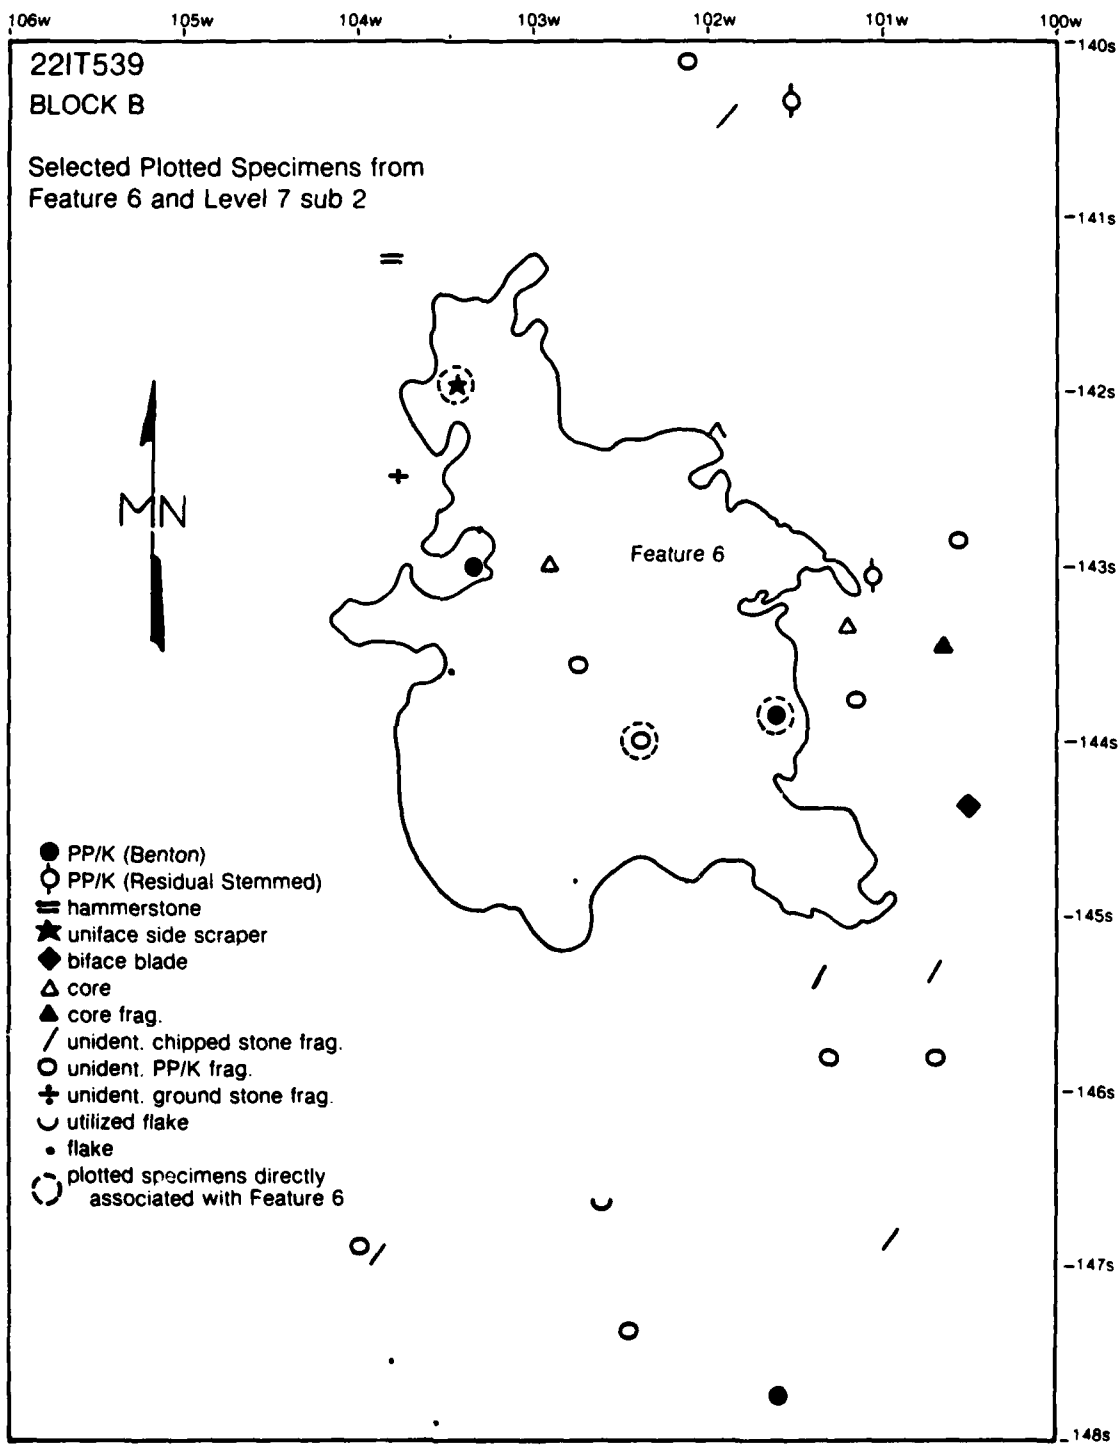 106w 105w 104w 103w 102w 101w 100w
22IT539
BLOCK B
Selected Plotted Specimens from
Feature 6 and Level 7 sub 2
-140s
-141s
-142s
-143s
-144s
-145s
-146s
-147s
-148s
MN
Feature 6
PP/K (Benton)
PP/K (Residual Stemmed)
hammerstone
uniface side scraper
biface blade
core
core frag.
unident. chipped stone frag.
unident. PP/K frag.
unident. ground stone frag.
utilized flake
flake
plotted specimens directly
associated with Feature 6